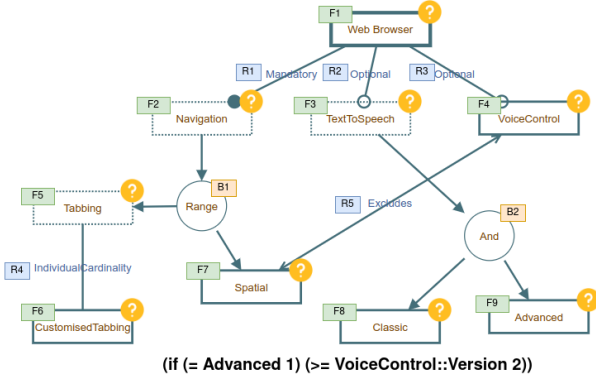 F1 ?
Web Browser
R1 Mandatory R2 Optional R3 Optional
F2 ? F3 ? F4 ?
Navigation TextToSpeech VoiceControl
F5 ? B1 R5 Excludes
Tabbing Range B2
And
R4 IndividualCardinality
F7 ?
Spatial
F6 ? F8 ? F9 ?
CustomisedTabbing Classic Advanced
(if (= Advanced 1) (>= VoiceControl::Version 2))